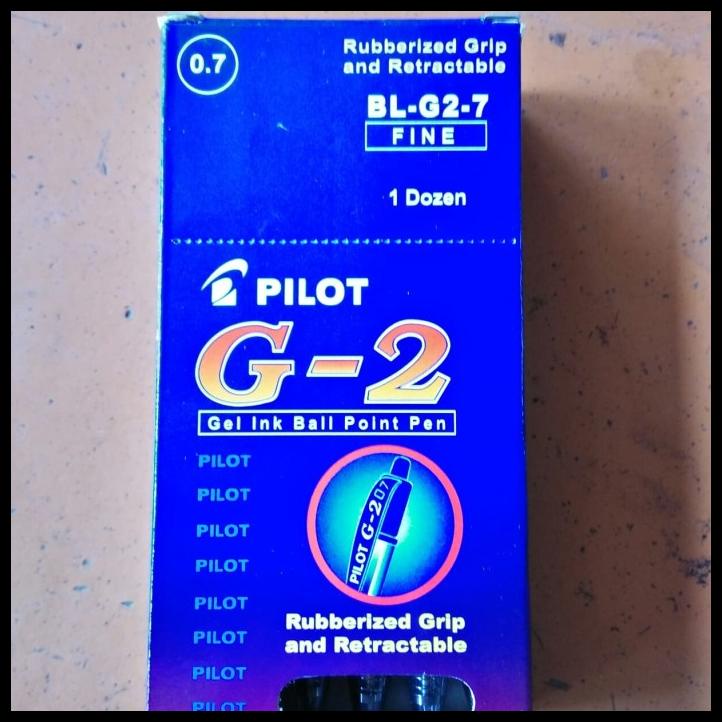 0.7
Rubberized Grip
and Retractable
BL-G2-7
FINE
1 Dozen
PILOT
G-2
Gel Ink Ball Point Pen
PILOT
PILOT
PILOT
PILOT
PILOT
PILOT
PILOT
PILOT
PILOT G-2 07
Rubberized Grip
and Retractable